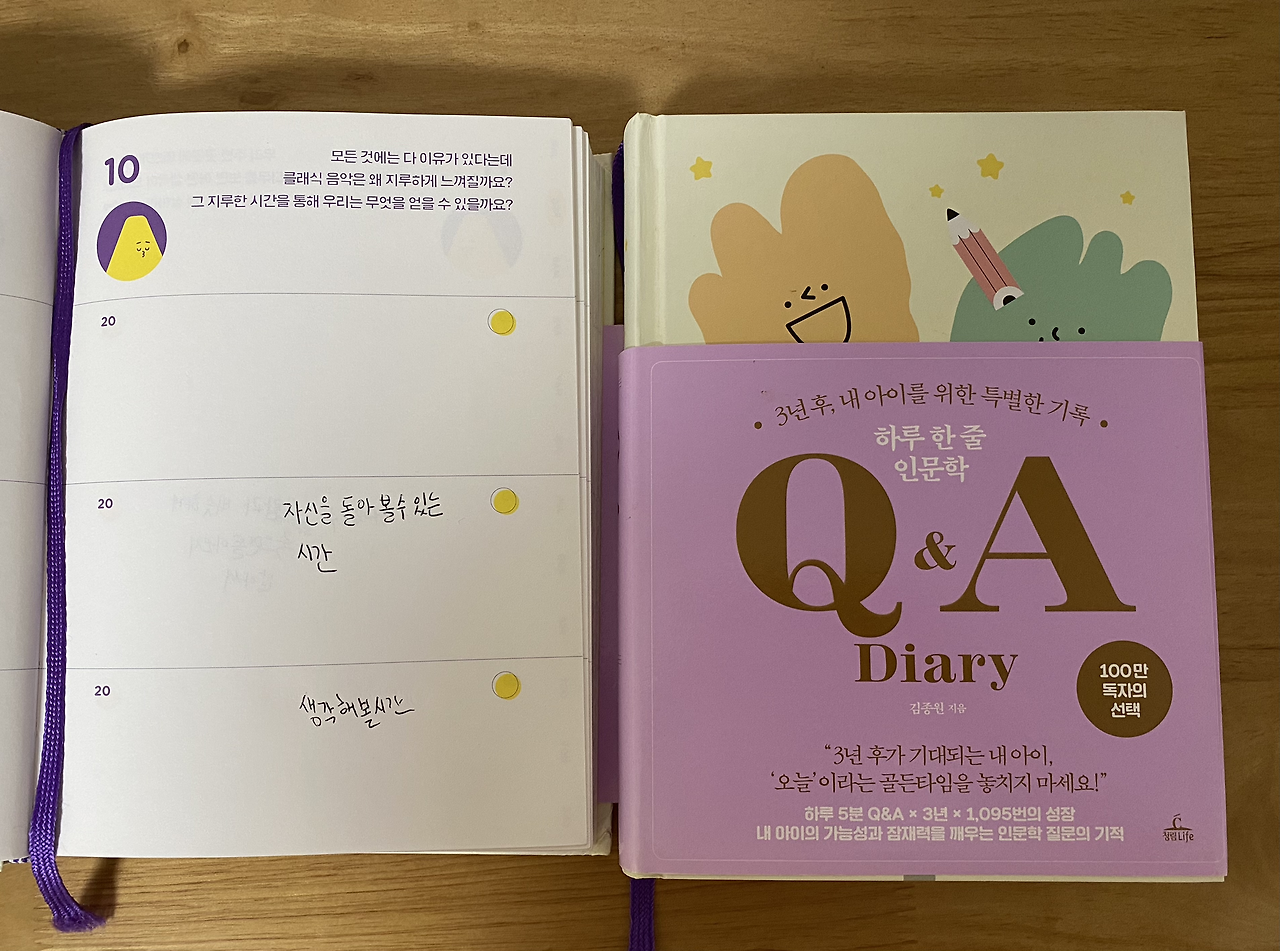 10
모든 것에는 다 이유가 있다는데
클래식 음악은 왜 지루하게 느껴질까요?
그 지루한 시간을 통해 우리는 무엇을 얻을 수 있을까요?
20
20
자신을 돌아 볼수 있는
시간
20
생각해볼시간
3년 후, 내 아이를 위한 특별한 기록
하루 한 줄
인문학
Q & A
Diary
김종원 지음
100만
독자의
선택
“3년 후가 기대되는 내 아이,
‘오늘’이라는 골든타임을 놓치지 마세요!”
하루 5분 Q&A × 3년 × 1,095번의 성장
내 아이의 가능성과 잠재력을 깨우는 인문학 질문의 기적
청림Life